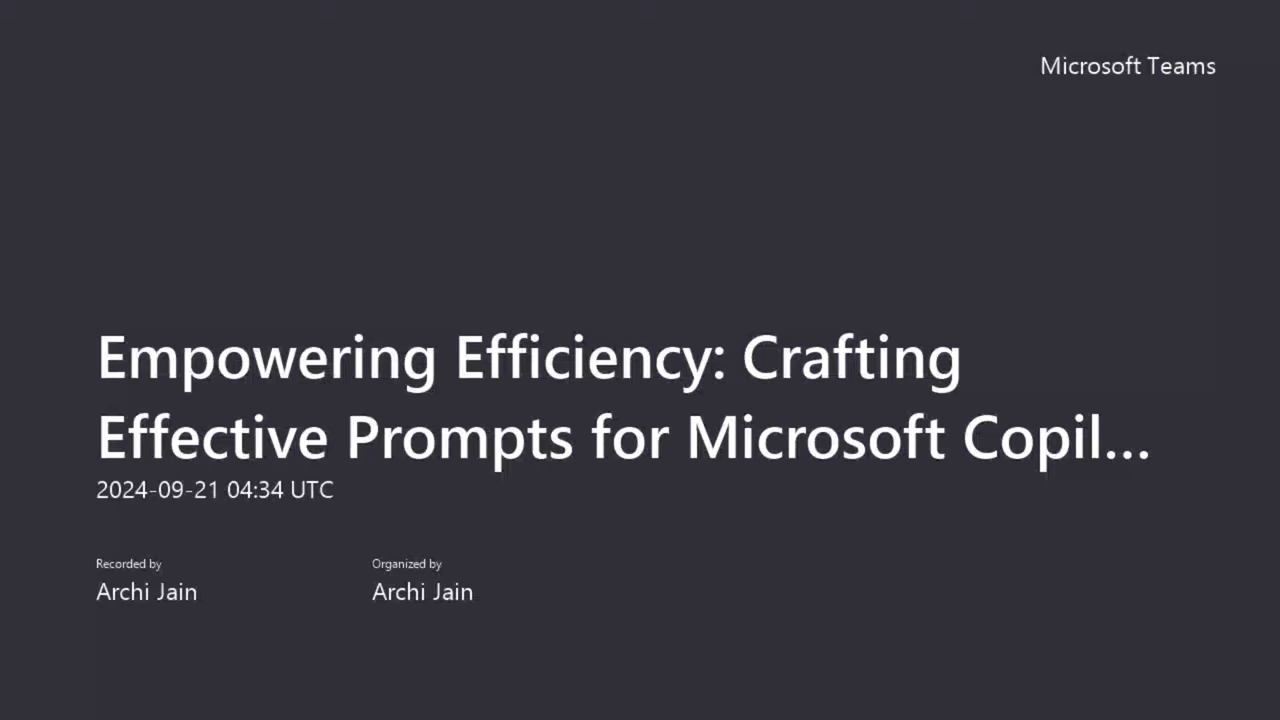 Microsoft Teams
Empowering Efficiency: Crafting
Effective Prompts for Microsoft Copil...
2024-09-21 04:34 UTC
Recorded by
Organized by
Archi Jain
Archi Jain